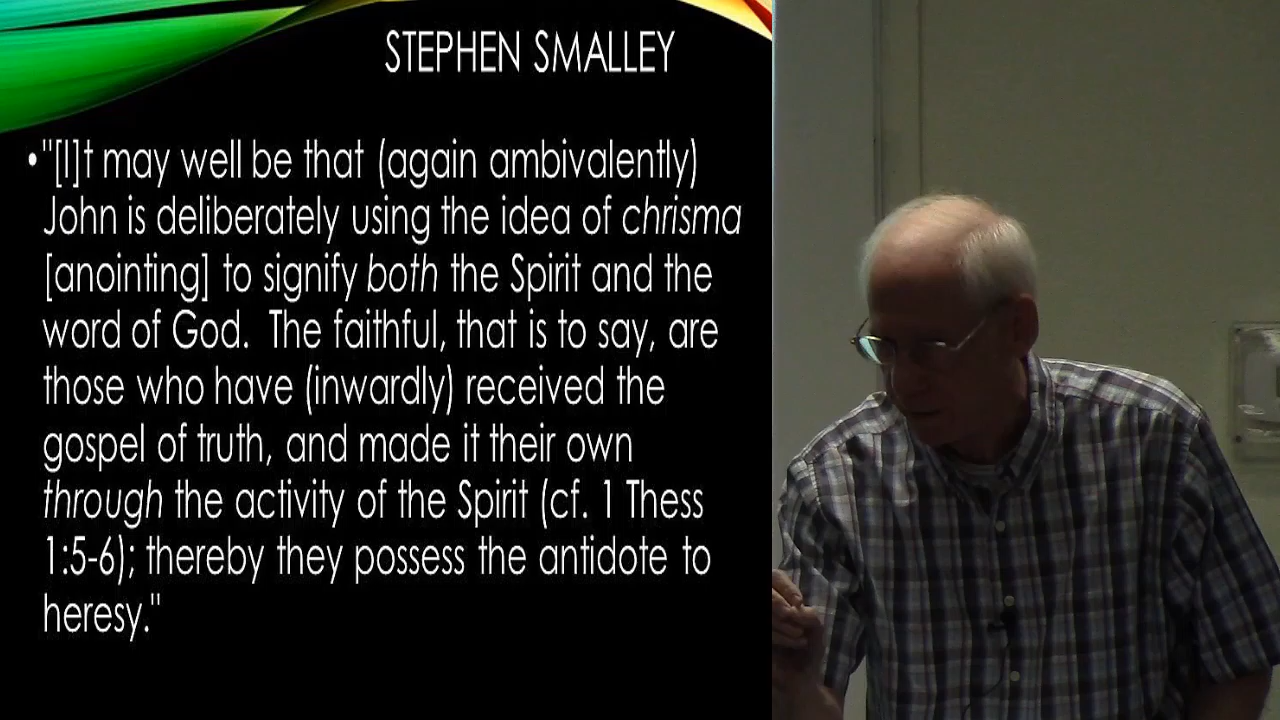 STEPHEN SMALLEY
•"[I]t may well be that (again ambivalently)
John is deliberately using the idea of chrisma
[anointing] to signify both the Spirit and the
word of God.  The faithful, that is to say, are
those who have (inwardly) received the
gospel of truth, and made it their own
through the activity of the Spirit (cf. 1 Thess
1:5-6); thereby they possess the antidote to
heresy."